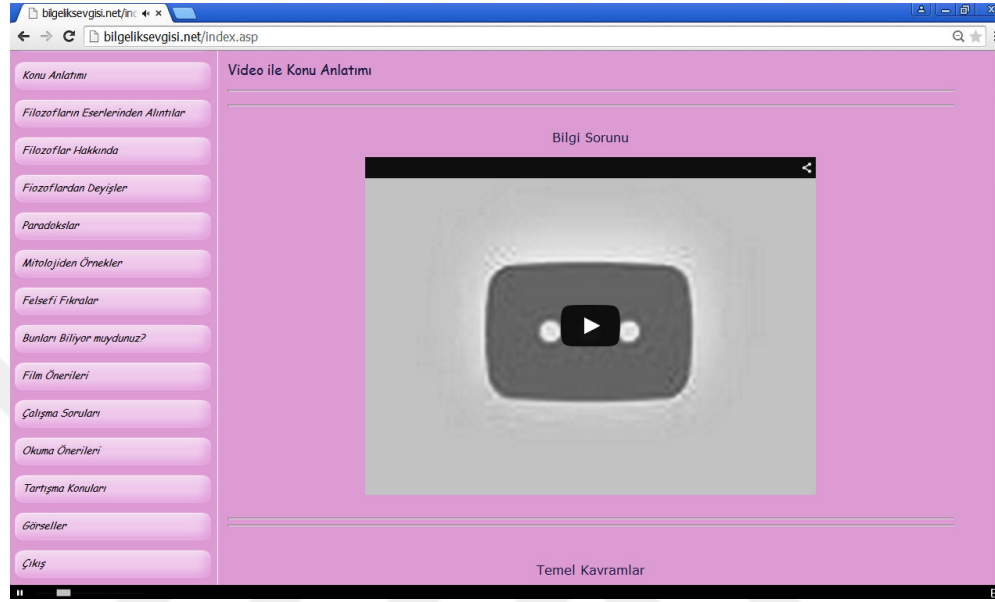 bilgeliksevgisi.net/inc
bilgeliksevgisi.net/index.asp
Konu Anlatımı
Filozofların Eserlerinden Alıntılar
Filozoflar Hakkında
Fiozoflardan Deyişler
Paradokslar
Mitolojiden Örnekler
Felsefi Fıkralar
Bunları Biliyor muydunuz?
Film Önerileri
Çalışma Soruları
Okuma Önerileri
Tartışma Konuları
Görseller
Çıkış
Video ile Konu Anlatımı
Bilgi Sorunu
Temel Kavramlar